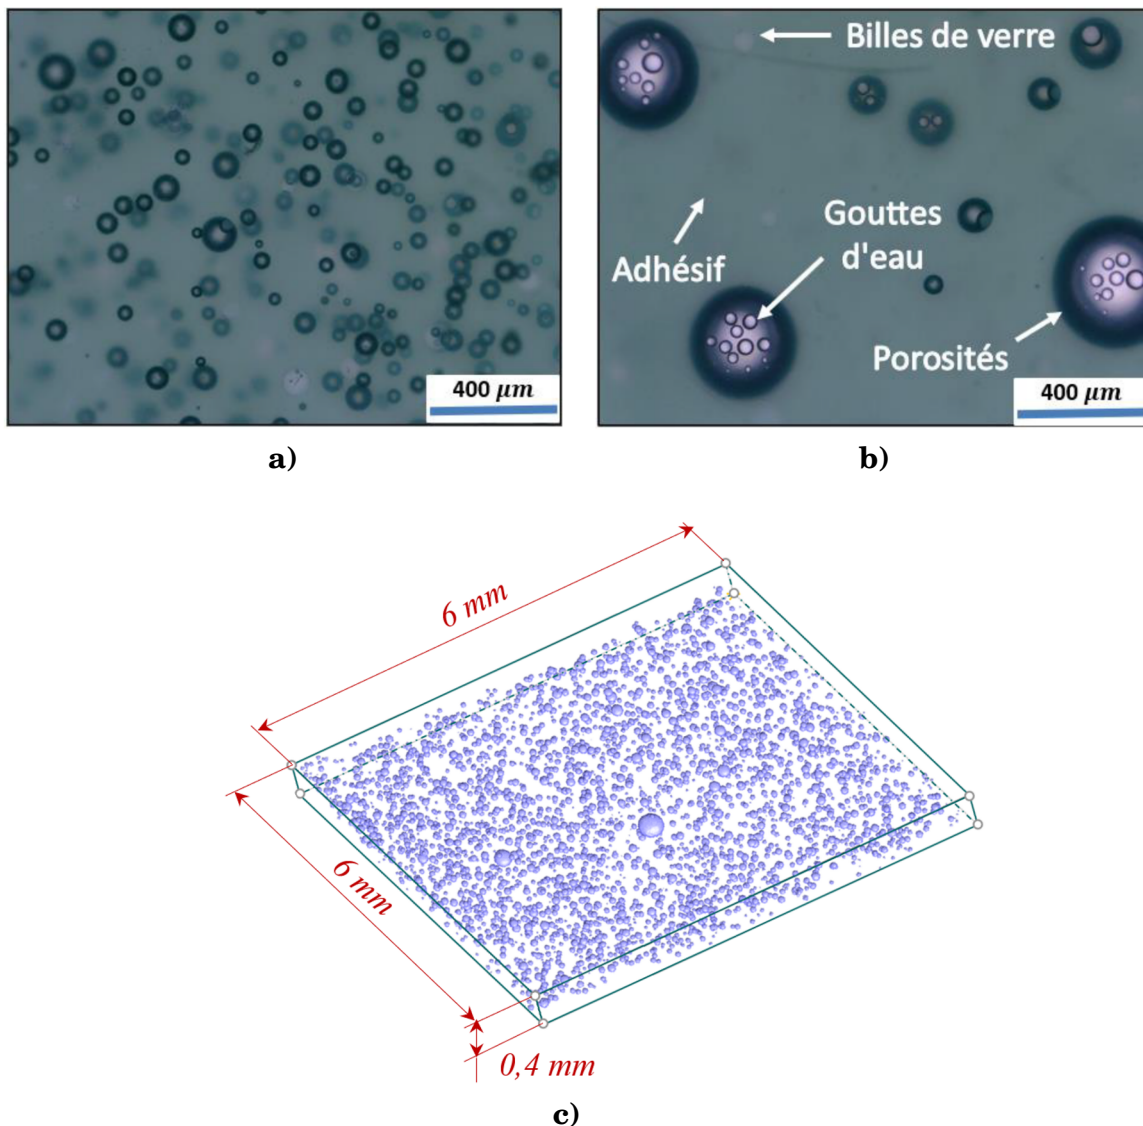 Billes de verre
Gouttes
d'eau
Adhésif
Porosités
400 μm
400 μm
a)
b)
6 mm
6 mm
0,4 mm
c)